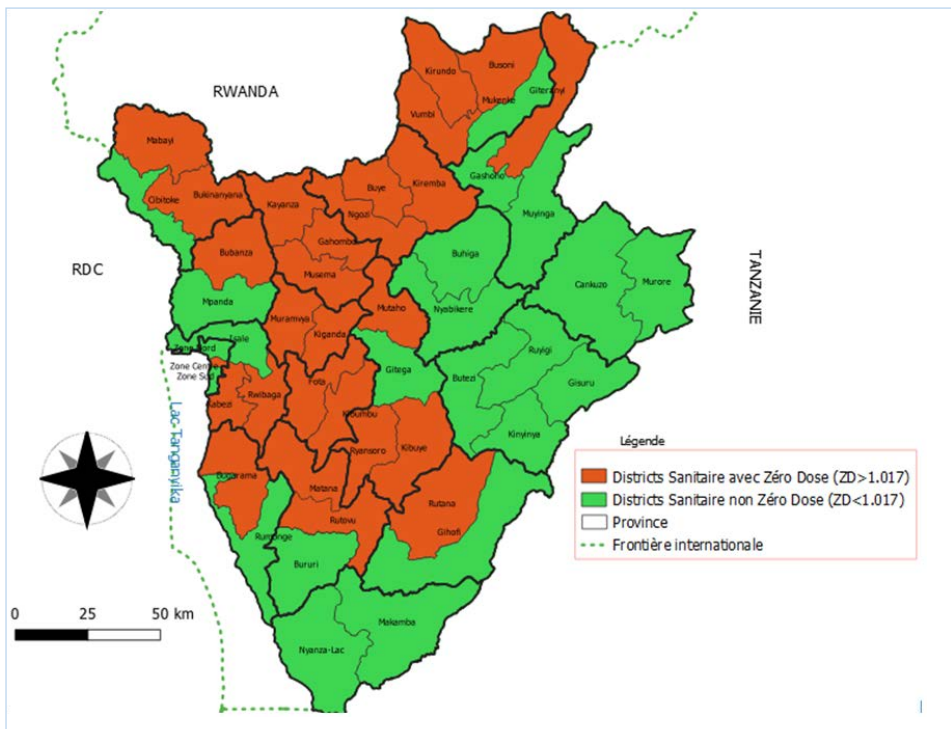 RWANDA
RDC
TANZANIE
Lac Tanganyika
Kirundo
Busoni
Vumbi
Mukenke
Giteranyi
Mabayi
Cibitoke
Bukinanyana
Kayanza
Buye
Kiremba
Ngozi
Gashoho
Muyinga
Gahombo
Bubanza
Musema
Buhiga
Cankuzo
Murore
Mpanda
Muramvya
Kiganda
Mutaho
Nyabikere
Isale
Zone Nord
Zone Centre
Zone Sud
Kabezi
Rwibaga
Fota
Gitega
Butezi
Ruyigi
Gisuru
Kinyinya
Kibumbu
Ryansoro
Kibuye
Matana
Rutana
Gihofi
Rutovu
Rumonge
Bururi
Makamba
Nyanza-Lac
Légende
Districts Sanitaire avec Zéro Dose (ZD>1.017)
Districts Sanitaire non Zéro Dose (ZD<1.017)
Province
Frontière internationale
0 25 50 km